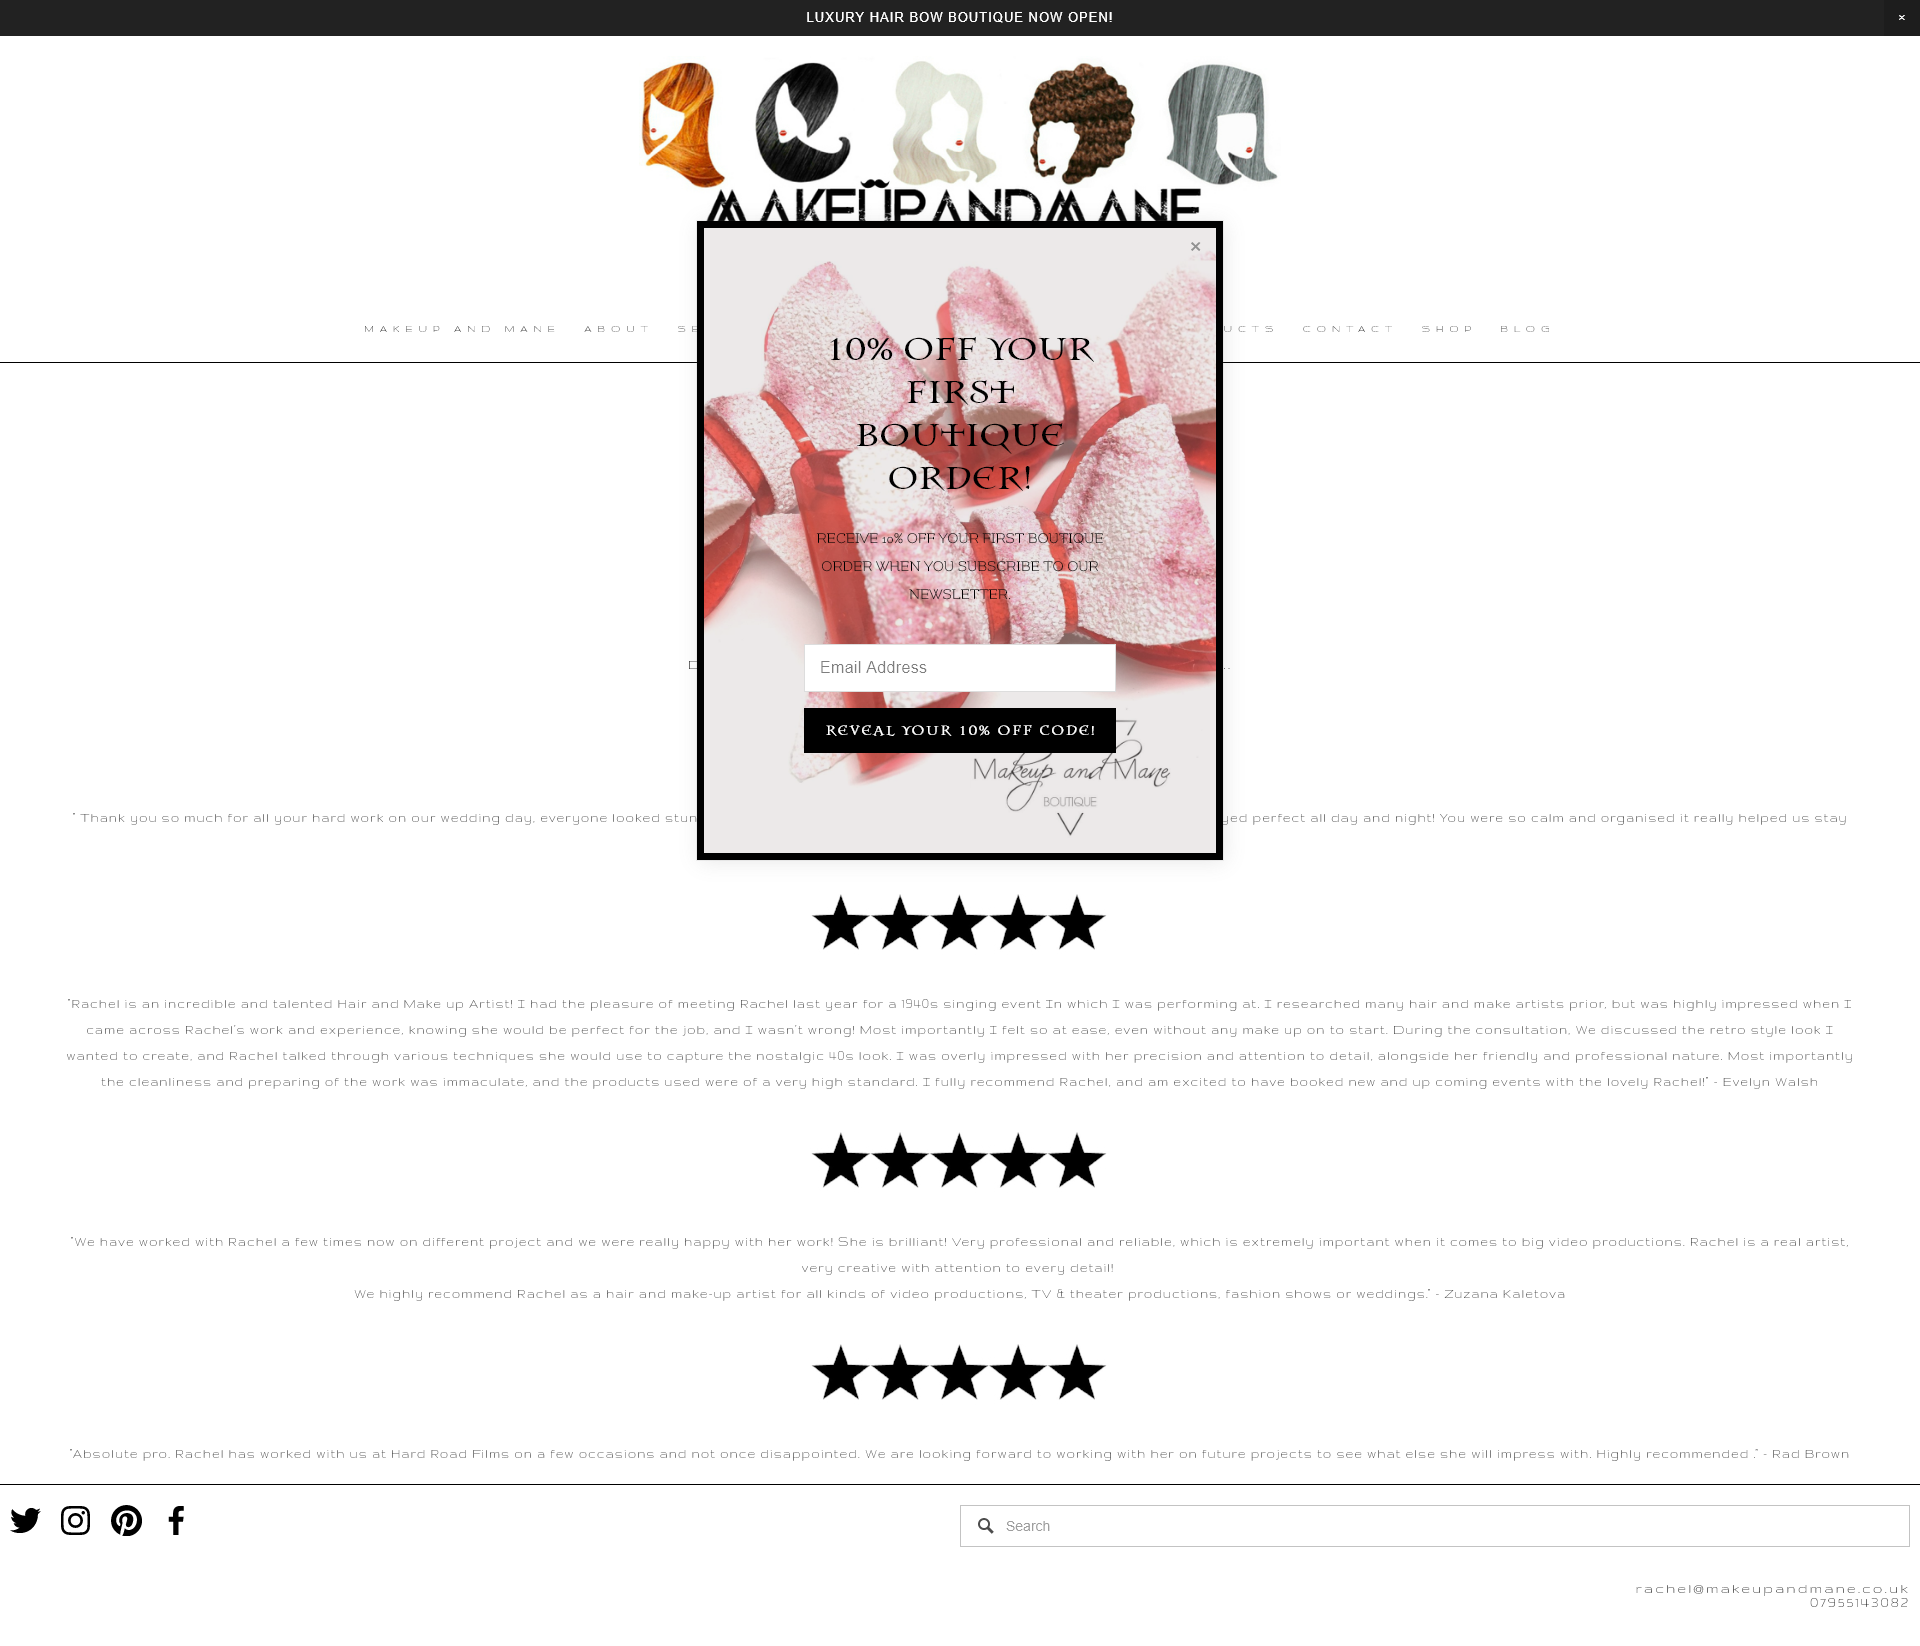 LUXURY HAIR BOW BOUTIQUE NOW OPEN!
MAKEÜPANDMANE
MAKEUP AND MANE ABOUT CONTACT SHOP BLOG
10% OFF YOUR
FIRST
BOUTIQUE
ORDER!
RECEIVE 10% OFF YOUR FIRST BOUTIQUE
ORDER WHEN YOU SUBSCRIBE TO OUR
NEWSLETTER.
Email Address
REVEAL YOUR 10% OFF CODE!
Makeup and Mane
BOUTIQUE
" Thank you so much for all your hard work on our wedding day, everyone looked perfect all day and night! You were so calm and organised it really helped us stay
"Rachel is an incredible and talented Hair and Make up Artist! I had the pleasure of meeting Rachel last year for a 1940s singing event In which I was performing at. I researched many hair and make artists prior, but was highly impressed when I
came across Rachel's work and experience, knowing she would be perfect for the job, and I wasn't wrong! Most importantly I felt so at ease, even without any make up on to start. During the consultation, We discussed the retro style look I
wanted to create, and Rachel talked through various techniques she would use to capture the nostalgic 40s look. I was overly impressed with her precision and attention to detail, alongside her friendly and professional nature. Most importantly
the cleanliness and preparing of the work was immaculate, and the products used were of a very high standard. I fully recommend Rachel, and am excited to have booked new and up coming events with the lovely Rachel!" - Evelyn Walsh
"We have worked with Rachel a few times now on different project and we were really happy with her work! She is brilliant! Very professional and reliable, which is extremely important when it comes to big video productions. Rachel is a real artist,
very creative with attention to every detail!
We highly recommend Rachel as a hair and make-up artist for all kinds of video productions, TV & theater productions, fashion shows or weddings." - Zuzana Kaletova
"Absolute pro. Rachel has worked with us at Hard Road Films on a few occasions and not once disappointed. We are looking forward to working with her on future projects to see what else she will impress with. Highly recommended ." - Rad Brown
Search
rachel@makeupandmane.co.uk
07955143082